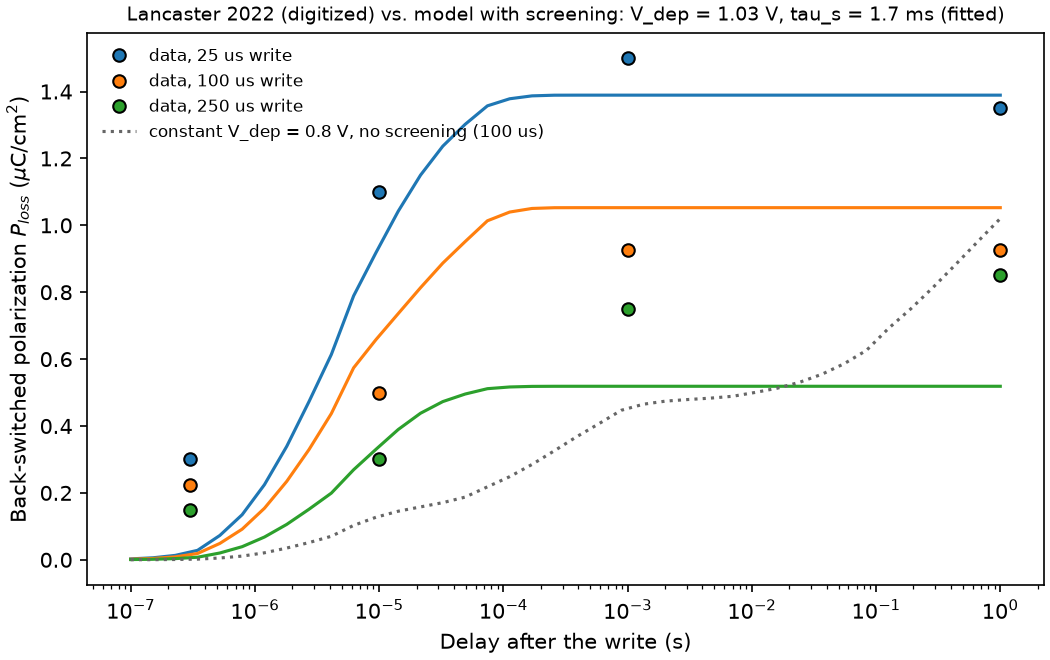 Lancaster 2022 (digitized) vs. model with screening: V_dep = 1.03 V, tau_s = 1.7 ms (fitted)
data, 25 us write
data, 100 us write
data, 250 us write
constant V_dep = 0.8 V, no screening (100 us)
Back-switched polarization P_loss (μC/cm²)
1.4
1.2
1.0
0.8
0.6
0.4
0.2
0.0
10⁻⁷ 10⁻⁶ 10⁻⁵ 10⁻⁴ 10⁻³ 10⁻² 10⁻¹ 10⁰
Delay after the write (s)